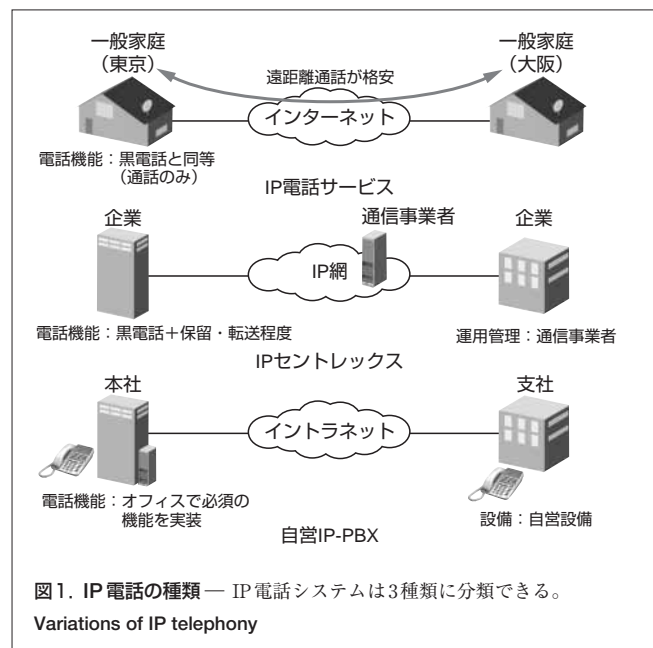 一般家庭
（東京）
一般家庭
（大阪）
遠距離通話が格安
インターネット
電話機能：黒電話と同等
（通話のみ）
IP電話サービス
企業
通信事業者
企業
IP網
電話機能：黒電話＋保留・転送程度
運用管理：通信事業者
IPセントレックス
本社
支社
イントラネット
電話機能：オフィスで必須の
機能を実装
設備：自営設備
自営IP-PBX
図1．IP電話の種類 — IP電話システムは3種類に分類できる。
Variations of IP telephony